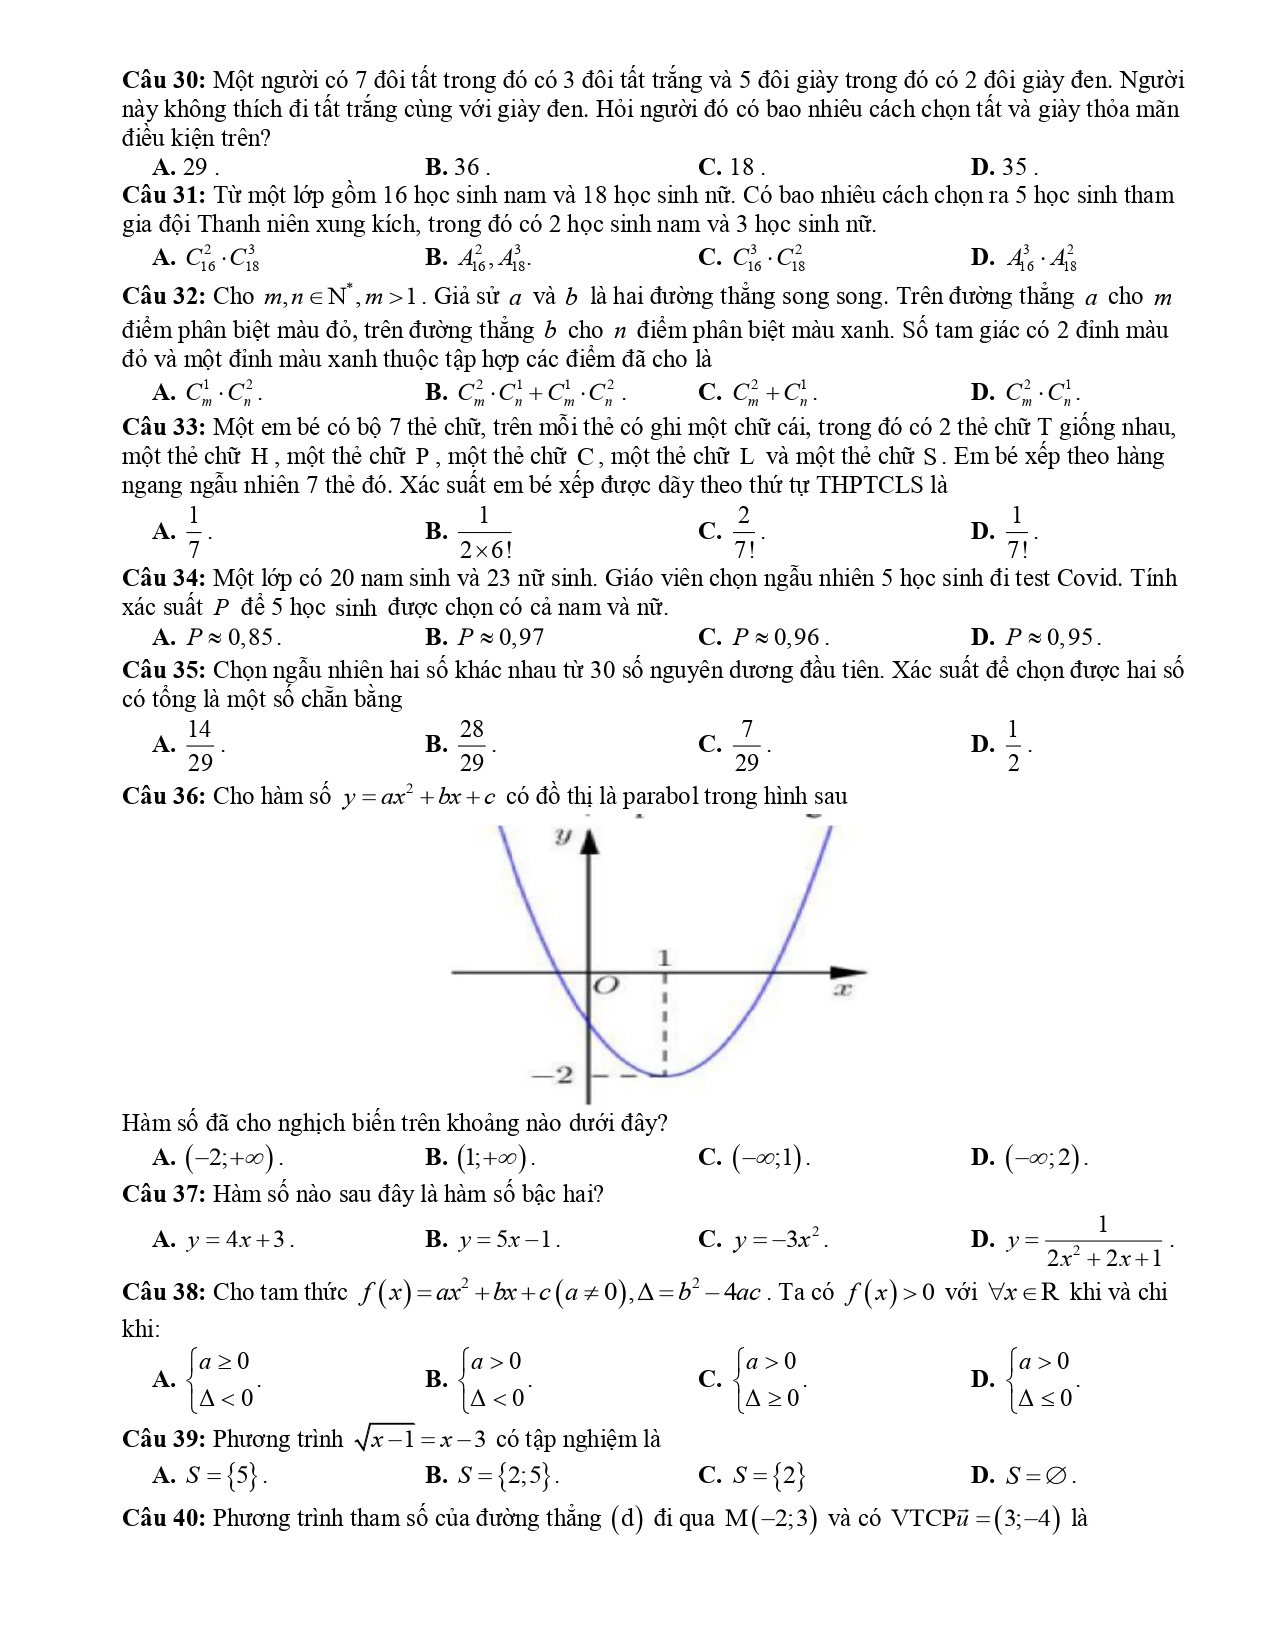 Câu 30: Một người có 7 đôi tất trong đó có 3 đôi tất trắng và 5 đôi giày trong đó có 2 đôi giày đen. Người
này không thích đi tất trắng cùng với giày đen. Hỏi người đó có bao nhiêu cách chọn tất và giày thỏa mãn
điều kiện trên?
A. 29 . B. 36 . C. 18 . D. 35 .
Câu 31: Từ một lớp gồm 16 học sinh nam và 18 học sinh nữ. Có bao nhiêu cách chọn ra 5 học sinh tham
gia đội Thanh niên xung kích, trong đó có 2 học sinh nam và 3 học sinh nữ.
A. $C_{16}^{2} \cdot C_{18}^{3}$ B. $A_{16}^{2}, A_{18}^{3}$. C. $C_{16}^{3} \cdot C_{18}^{2}$ D. $A_{16}^{3} \cdot A_{18}^{2}$
Câu 32: Cho $m, n \in \mathrm{N}^{*}, m > 1$. Giả sử $a$ và $b$ là hai đường thẳng song song. Trên đường thẳng $a$ cho $m$
điểm phân biệt màu đỏ, trên đường thẳng $b$ cho $n$ điểm phân biệt màu xanh. Số tam giác có 2 đỉnh màu
đỏ và một đỉnh màu xanh thuộc tập hợp các điểm đã cho là
A. $C_{m}^{1} \cdot C_{n}^{2}$. B. $C_{m}^{2} \cdot C_{n}^{1} + C_{m}^{1} \cdot C_{n}^{2}$. C. $C_{m}^{2} + C_{n}^{1}$. D. $C_{m}^{2} \cdot C_{n}^{1}$.
Câu 33: Một em bé có bộ 7 thẻ chữ, trên mỗi thẻ có ghi một chữ cái, trong đó có 2 thẻ chữ T giống nhau,
một thẻ chữ H , một thẻ chữ P , một thẻ chữ C , một thẻ chữ L và một thẻ chữ S . Em bé xếp theo hàng
ngang ngẫu nhiên 7 thẻ đó. Xác suất em bé xếp được dãy theo thứ tự THPTCLS là
A. $\frac{1}{7}$. B. $\frac{1}{2 \times 6!}$ C. $\frac{2}{7!}$. D. $\frac{1}{7!}$.
Câu 34: Một lớp có 20 nam sinh và 23 nữ sinh. Giáo viên chọn ngẫu nhiên 5 học sinh đi test Covid. Tính
xác suất $P$ để 5 học sinh được chọn có cả nam và nữ.
A. $P \approx 0,85$. B. $P \approx 0,97$ C. $P \approx 0,96$. D. $P \approx 0,95$.
Câu 35: Chọn ngẫu nhiên hai số khác nhau từ 30 số nguyên dương đầu tiên. Xác suất để chọn được hai số
có tổng là một số chẵn bằng
A. $\frac{14}{29}$. B. $\frac{28}{29}$. C. $\frac{7}{29}$. D. $\frac{1}{2}$.
Câu 36: Cho hàm số $y = ax^{2} + bx + c$ có đồ thị là parabol trong hình sau
y
1
O
x
−2
Hàm số đã cho nghịch biến trên khoảng nào dưới đây?
A. $(-2; +\infty)$. B. $(1; +\infty)$. C. $(-\infty; 1)$. D. $(-\infty; 2)$.
Câu 37: Hàm số nào sau đây là hàm số bậc hai?
A. $y = 4x + 3$. B. $y = 5x - 1$. C. $y = -3x^{2}$. D. $y = \frac{1}{2x^{2} + 2x + 1}$.
Câu 38: Cho tam thức $f(x) = ax^{2} + bx + c (a \neq 0), \Delta = b^{2} - 4ac$. Ta có $f(x) > 0$ với $\forall x \in \mathrm{R}$ khi và chi
khi:
A. $\begin{cases} a \geq 0 \\ \Delta < 0 \end{cases}$. B. $\begin{cases} a > 0 \\ \Delta < 0 \end{cases}$. C. $\begin{cases} a > 0 \\ \Delta \geq 0 \end{cases}$. D. $\begin{cases} a > 0 \\ \Delta \leq 0 \end{cases}$.
Câu 39: Phương trình $\sqrt{x-1} = x - 3$ có tập nghiệm là
A. $S = \{5\}$. B. $S = \{2; 5\}$. C. $S = \{2\}$ D. $S = \varnothing$.
Câu 40: Phương trình tham số của đường thẳng (d) đi qua M(−2;3) và có VTCP$\vec{u} = (3; -4)$ là